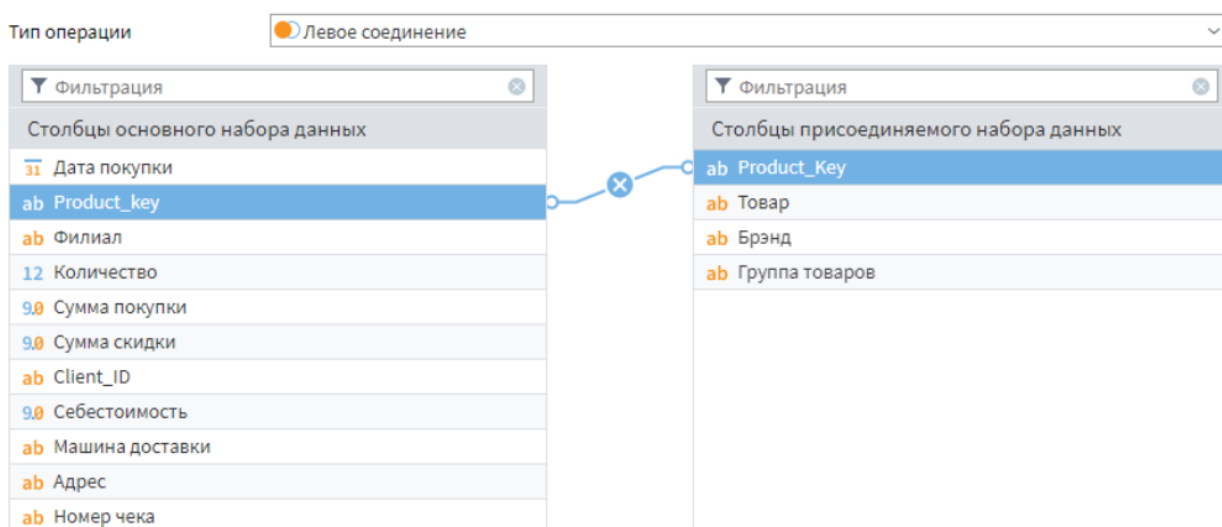 Тип операции Левое соединение
Фильтрация
Столбцы основного набора данных
31 Дата покупки
ab Product_key
ab Филиал
12 Количество
9.0 Сумма покупки
9.0 Сумма скидки
ab Client_ID
9.0 Себестоимость
ab Машина доставки
ab Адрес
ab Номер чека
Фильтрация
Столбцы присоединяемого набора данных
ab Product_Key
ab Товар
ab Брэнд
ab Группа товаров